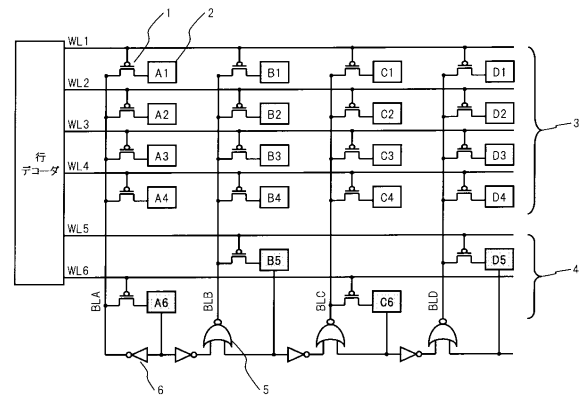 1 2
WL1
A1 B1 C1 D1
WL2
A2 B2 C2 D2
WL3
3
A3 B3 C3 D3
行
デコーダ
WL4
A4 B4 C4 D4
WL5
B5 D5
4
WL6
BLA BLB BLC BLD
A6 C6
6 5